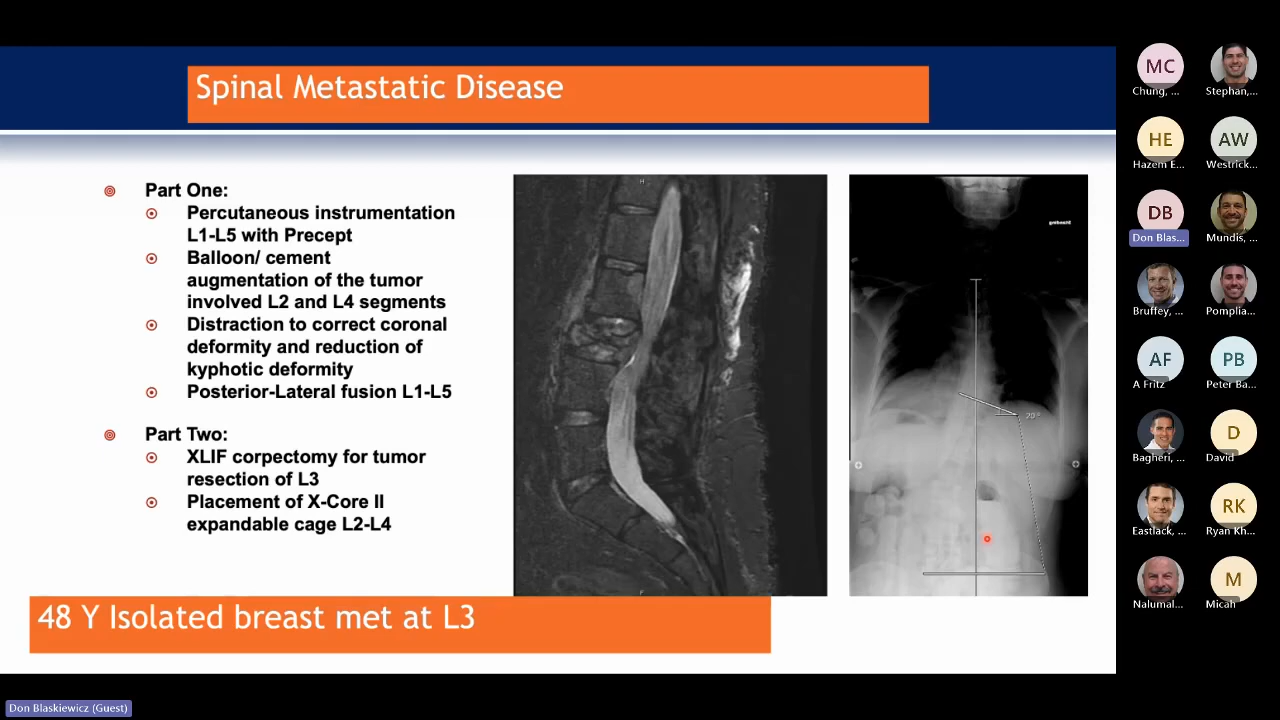 Spinal Metastatic Disease
Part One:
Percutaneous instrumentation
L1-L5 with Precept
Balloon/ cement
augmentation of the tumor
involved L2 and L4 segments
Distraction to correct coronal
deformity and reduction of
kyphotic deformity
Posterior-Lateral fusion L1-L5
Part Two:
XLIF corpectomy for tumor
resection of L3
Placement of X-Core II
expandable cage L2-L4
H
20°
48 Y Isolated breast met at L3
MC
Chung, ...
Stephan,...
HE
Hazem E...
AW
Westrick...
DB
Don Blas...
Mundis, ...
Bruffey, ...
Pomplia...
AF
A Fritz
PB
Peter Ba...
Bagheri, ...
D
David
Eastlack, ...
RK
Ryan Kh...
Nalumal...
M
Micah
Don Blaskiewicz (Guest)